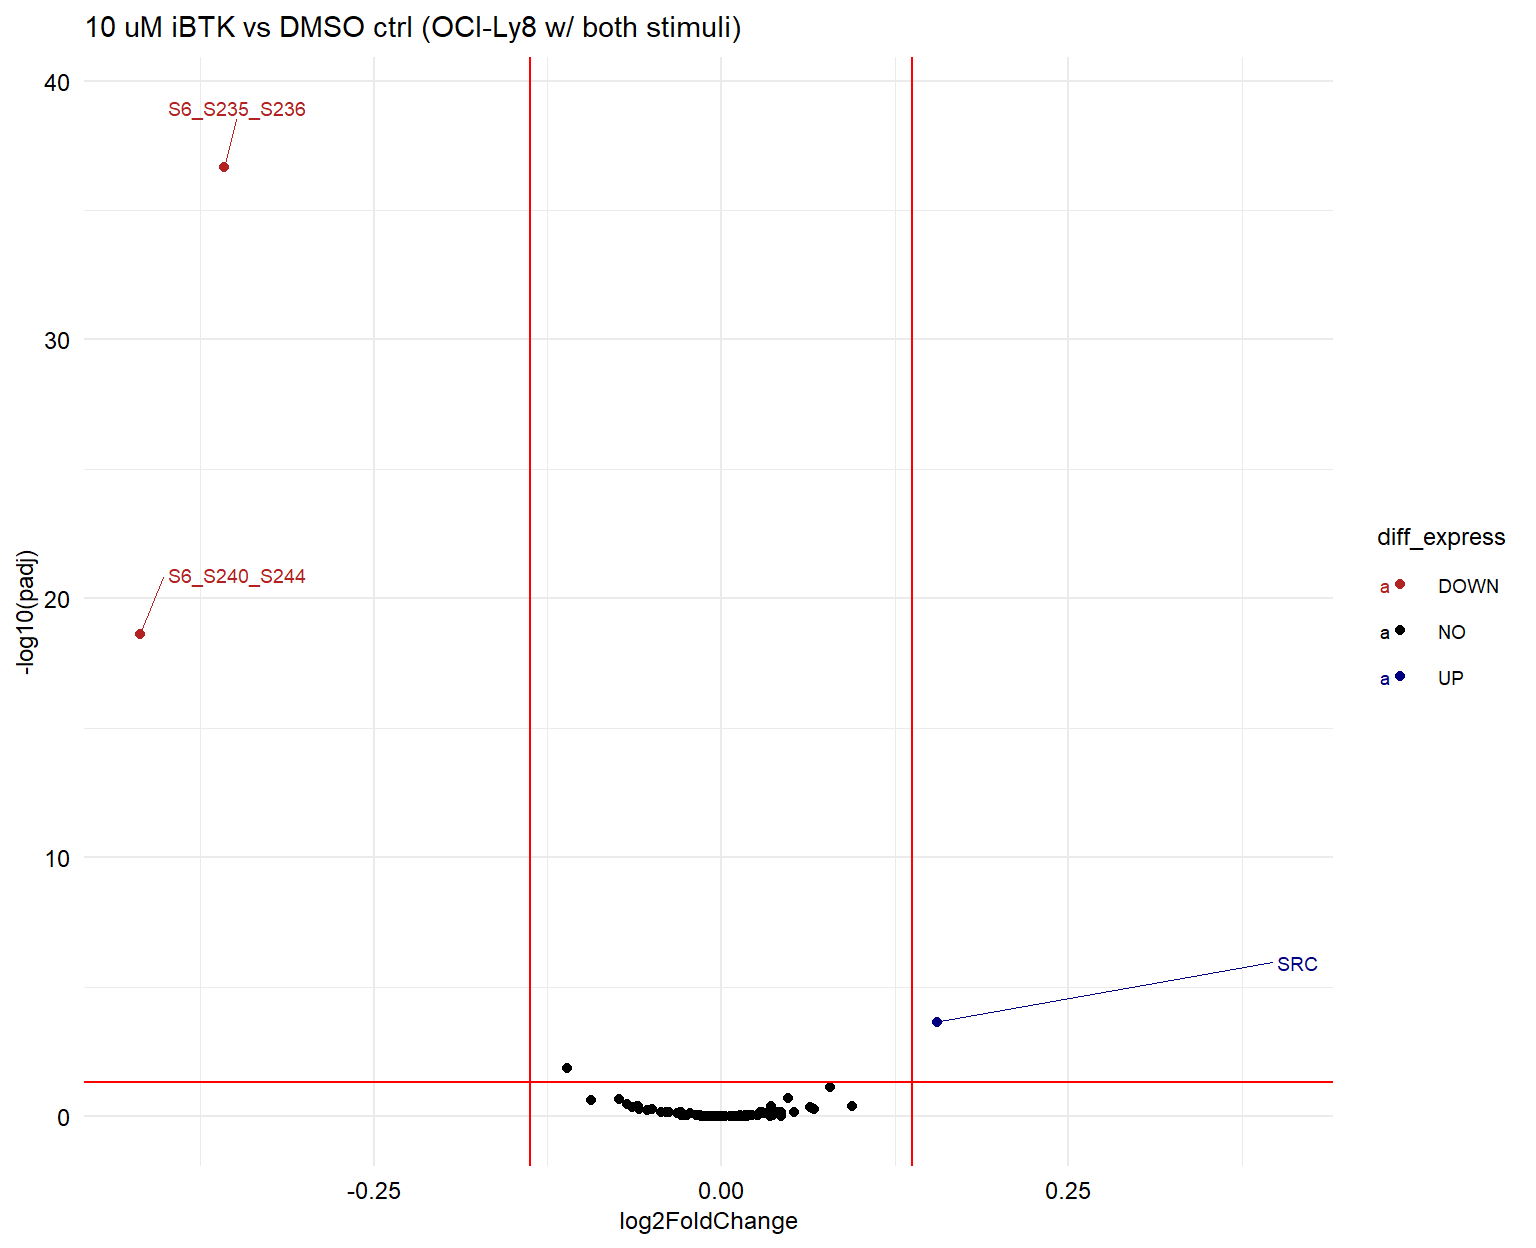 10 uM iBTK vs DMSO ctrl (OCI-Ly8 w/ both stimuli)
40
S6_S235_S236
30
S6_S240_S244
20
10
SRC
0
-log10(padj)
-0.25
0.00
0.25
log2FoldChange
diff_express
a DOWN
a NO
a UP